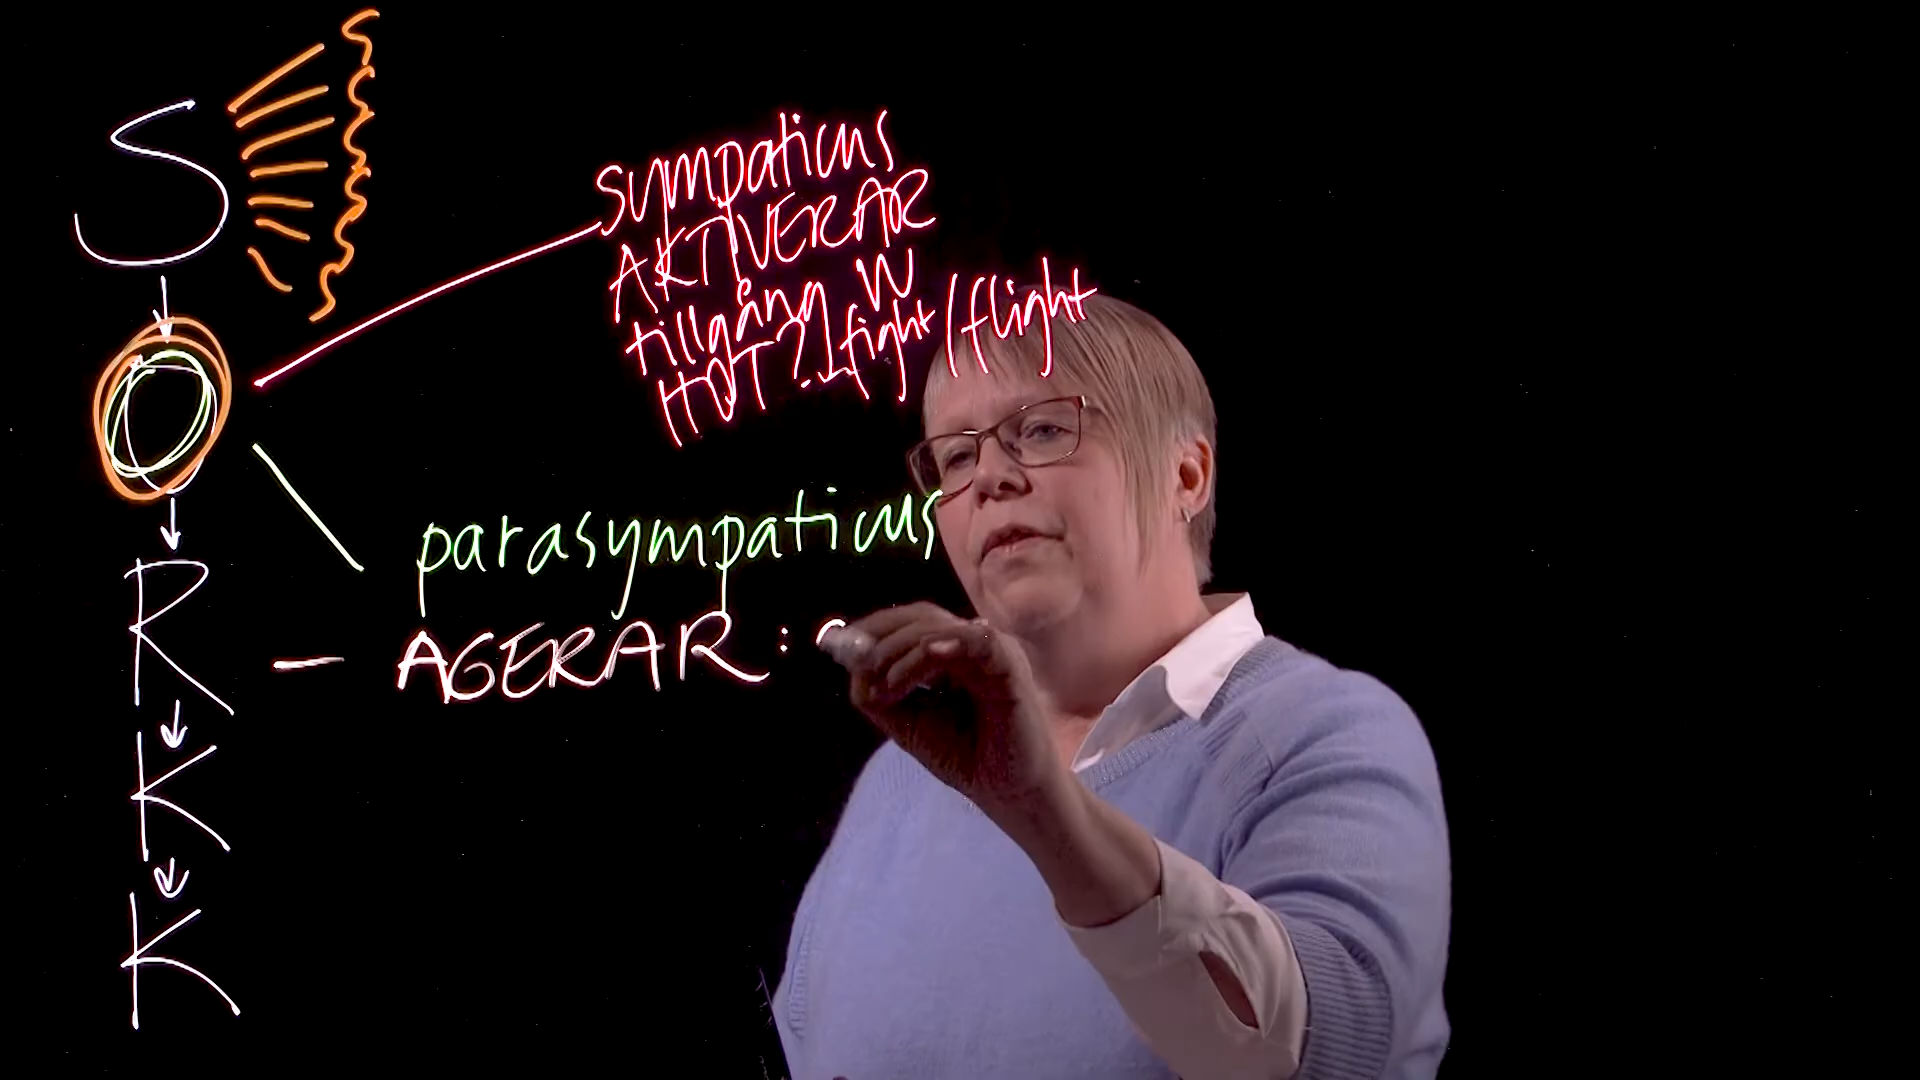 S
O
R
K
K
sympaticus
AKTIVERAR
tillgång
HOT? fight/flight
parasympaticus
— AGERAR: